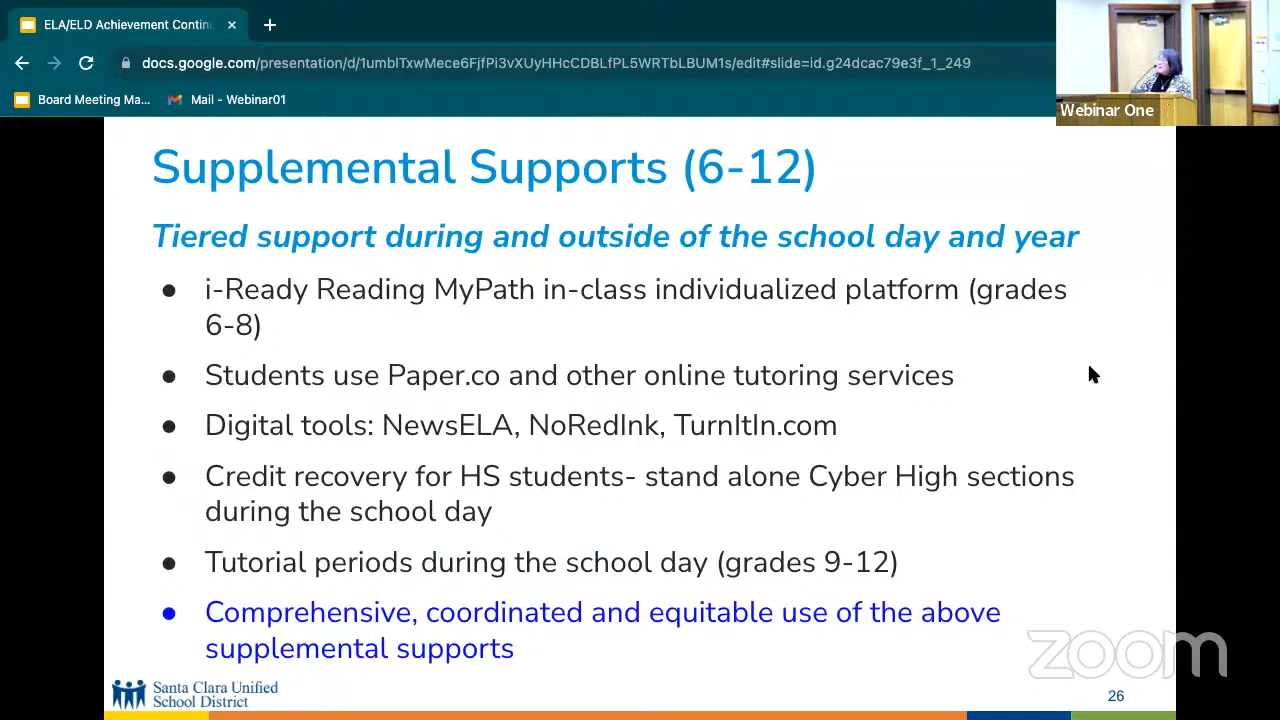 ELA/ELD Achievement Contin
docs.google.com/presentation/d/1umblTxwMece6FjfPi3vXUyHHcCDBLfPL5WRTbLBUM1s/edit#slide=id.g24dcac79e3f_1_249
Board Meeting Ma...
Mail - Webinar01
Webinar One
Supplemental Supports (6-12)
Tiered support during and outside of the school day and year
● i-Ready Reading MyPath in-class individualized platform (grades
6-8)
● Students use Paper.co and other online tutoring services
● Digital tools: NewsELA, NoRedInk, TurnItIn.com
● Credit recovery for HS students- stand alone Cyber High sections
during the school day
● Tutorial periods during the school day (grades 9-12)
● Comprehensive, coordinated and equitable use of the above
supplemental supports
zoom
Santa Clara Unified
School District
26